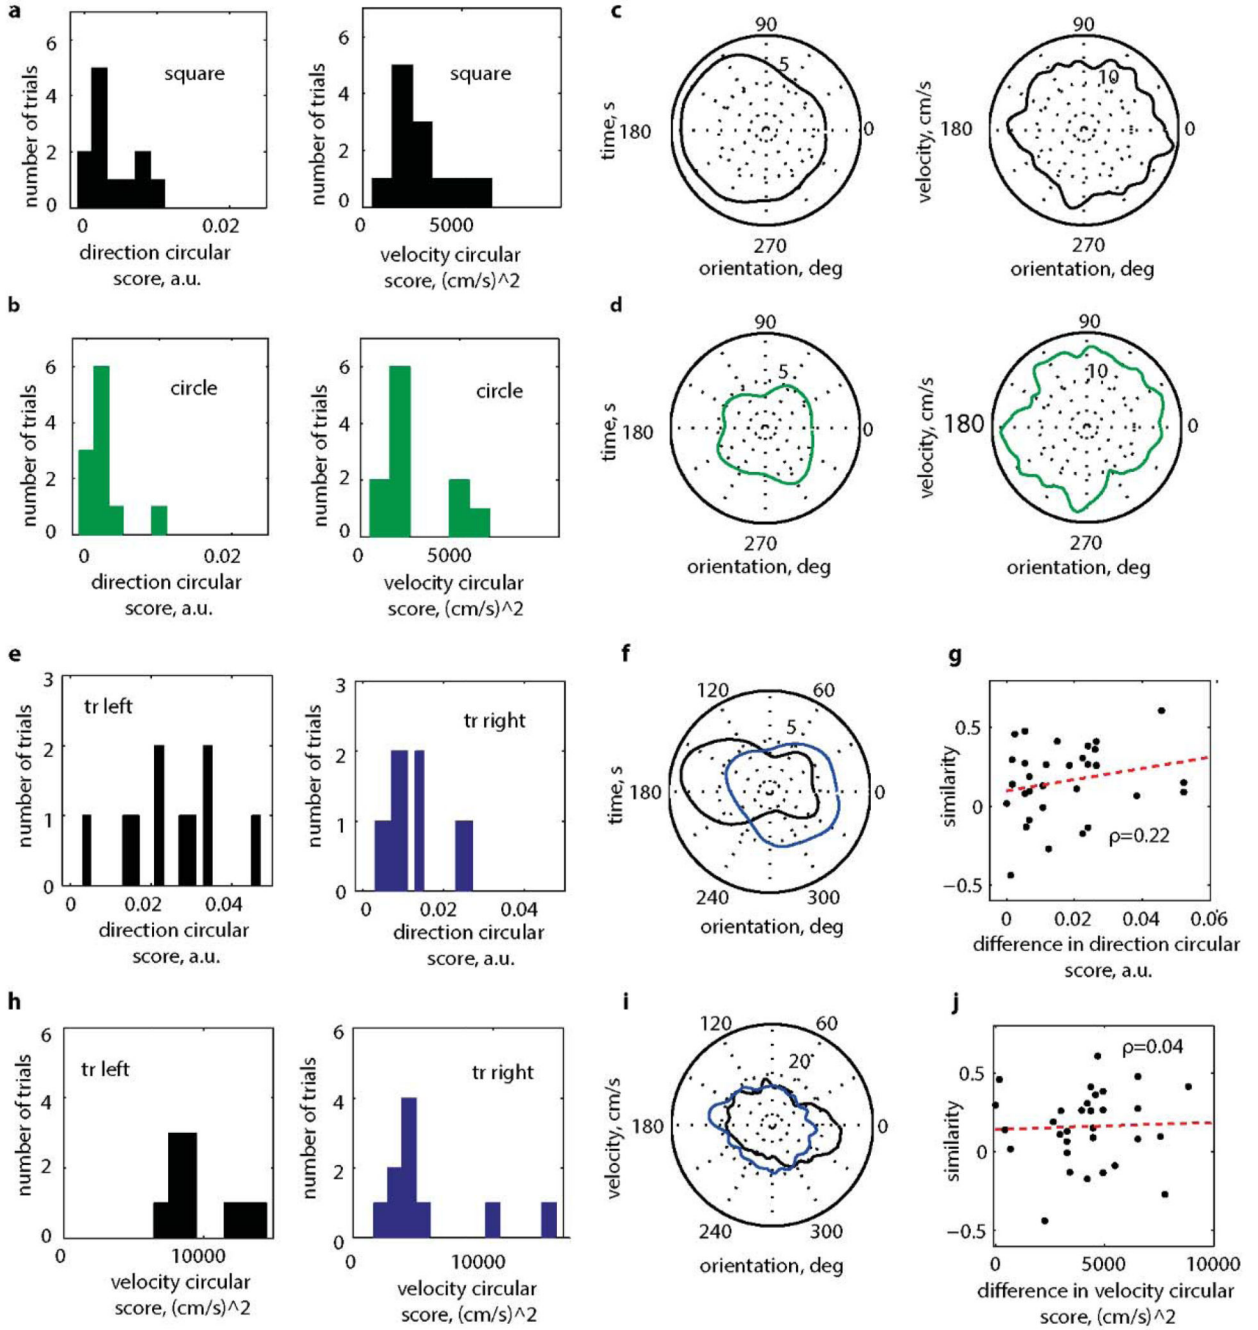 a
6
4
2
0
number of trials
square
0
0.02
direction circular
score, a.u.
6
4
2
0
number of trials
square
0
5000
velocity circular
score, (cm/s)^2
c
90
5
180
0
270
time, s
orientation, deg
90
10
180
0
270
velocity, cm/s
orientation, deg
b
6
4
2
0
number of trials
circle
0
0.02
direction circular
score, a.u.
6
4
2
0
number of trials
circle
0
5000
velocity circular
score, (cm/s)^2
d
90
5
180
0
270
time, s
orientation, deg
90
10
180
0
270
velocity, cm/s
orientation, deg
e
3
2
1
0
number of trials
tr left
0
0.02
0.04
direction circular
score, a.u.
3
2
1
0
number of trials
tr right
0
0.02
0.04
direction circular
score, a.u.
f
120
60
5
180
0
240
300
time, s
orientation, deg
g
0.5
0
−0.5
similarity
ρ=0.22
0
0.02
0.04
0.06
difference in direction circular
score, a.u.
h
6
4
2
0
number of trials
tr left
0
10000
velocity circular
score, (cm/s)^2
6
4
2
0
number of trials
tr right
0
10000
velocity circular
score, (cm/s)^2
i
120
60
20
180
0
240
300
velocity, cm/s
orientation, deg
j
0.5
0
−0.5
similarity
ρ=0.04
0
5000
10000
difference in velocity circular
score, (cm/s)^2